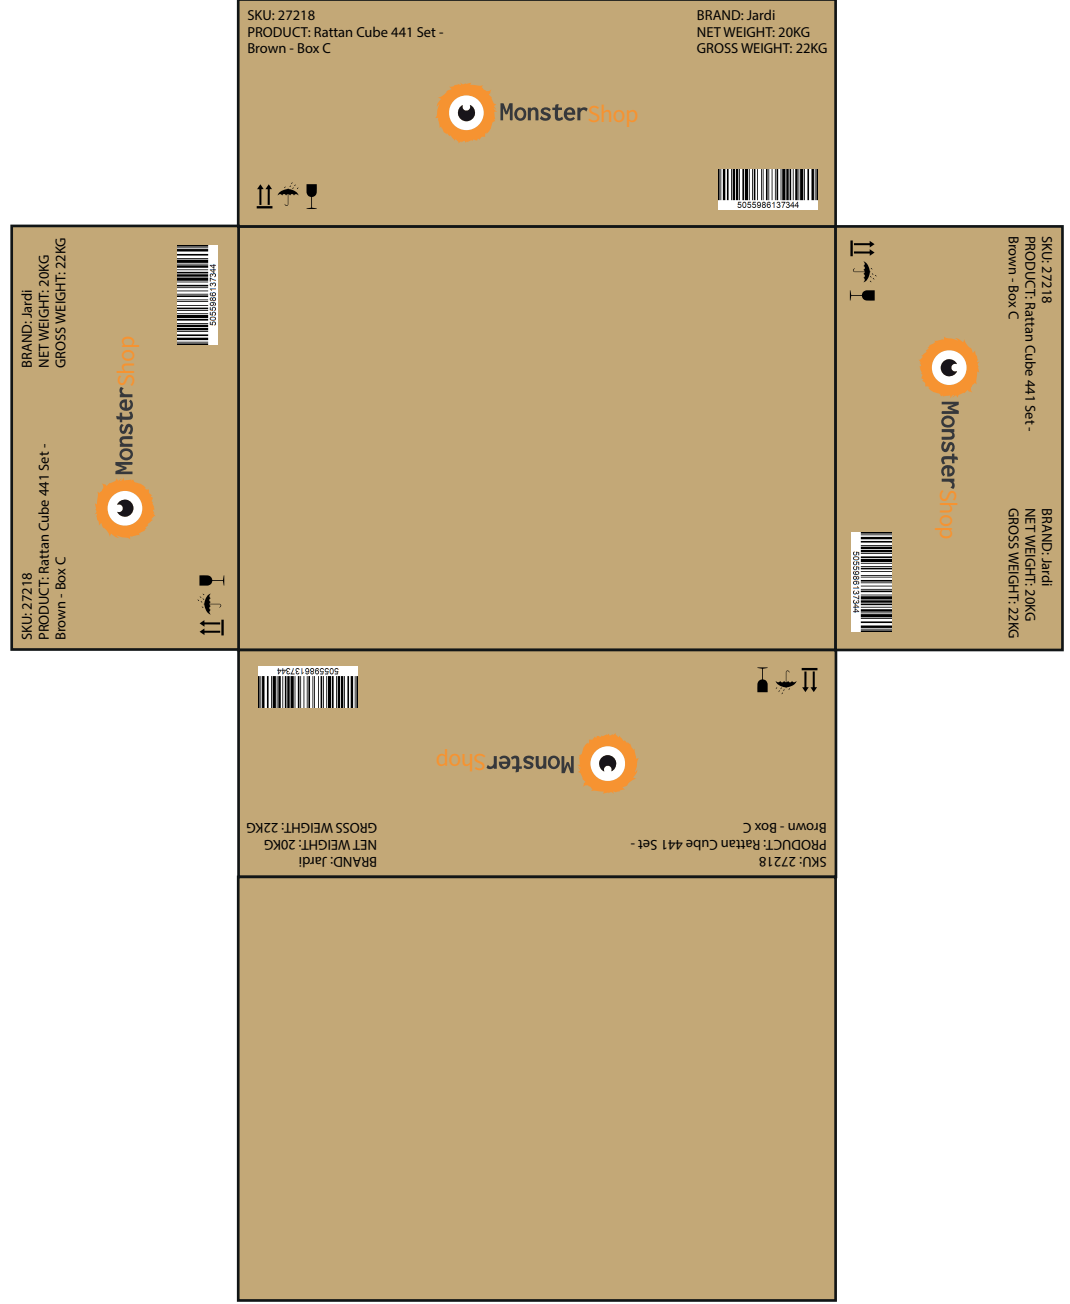 SKU: 27218
PRODUCT: Rattan Cube 441 Set -
Brown - Box C
BRAND: Jardi
NET WEIGHT: 20KG
GROSS WEIGHT: 22KG
MonsterShop
5055986137344
SKU: 27218
PRODUCT: Rattan Cube 441 Set -
Brown - Box C
BRAND: Jardi
NET WEIGHT: 20KG
GROSS WEIGHT: 22KG
MonsterShop
5055986137344
SKU: 27218
PRODUCT: Rattan Cube 441 Set -
Brown - Box C
BRAND: Jardi
NET WEIGHT: 20KG
GROSS WEIGHT: 22KG
MonsterShop
5055986137344
SKU: 27218
PRODUCT: Rattan Cube 441 Set -
Brown - Box C
BRAND: Jardi
NET WEIGHT: 20KG
GROSS WEIGHT: 22KG
MonsterShop
5055986137344